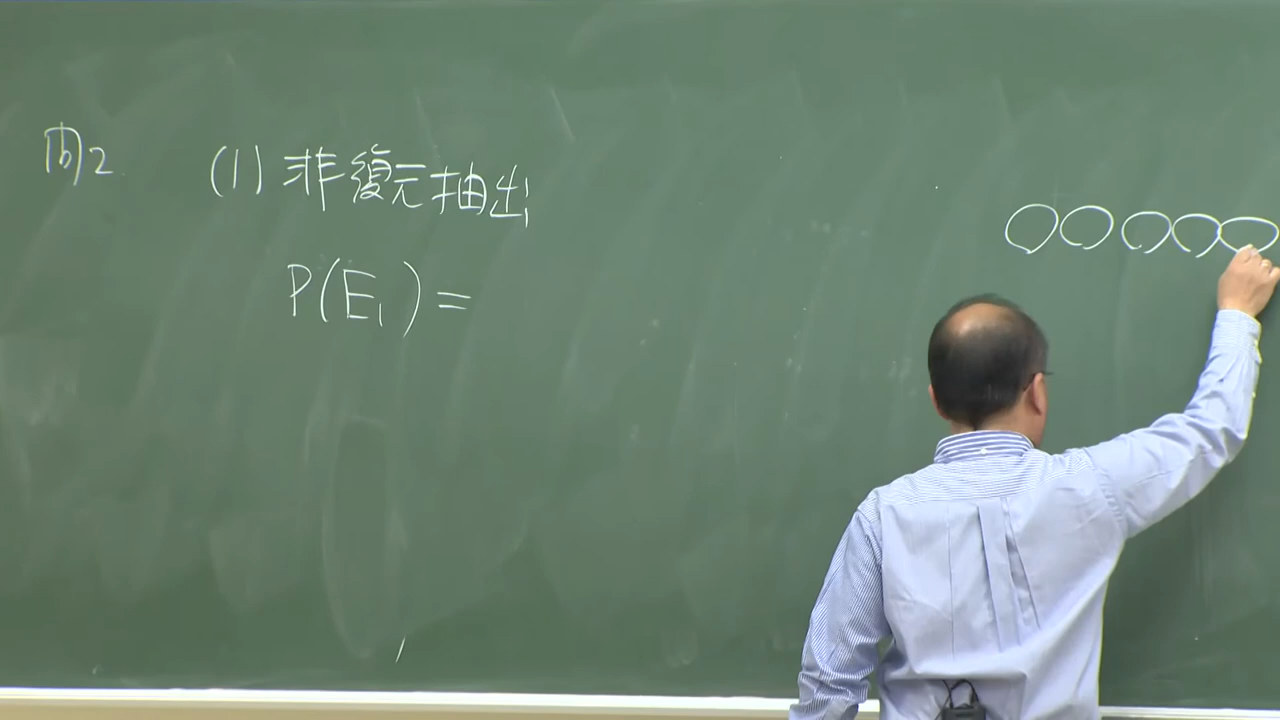 問2 (1) 非復元抽出
P(E₁) =